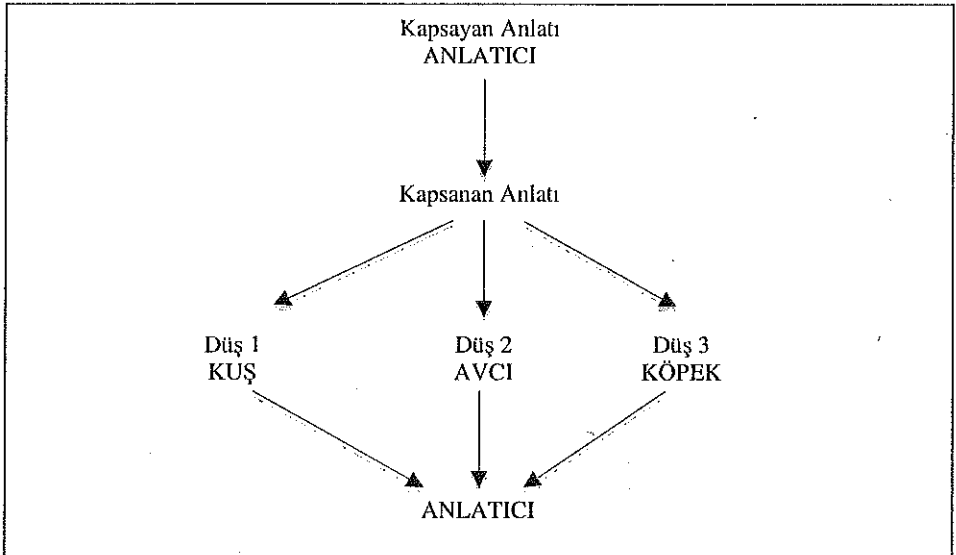 Kapsayan Anlatı
ANLATICI
Kapsanan Anlatı
Düş 1 Düş 2 Düş 3
KUŞ AVCI KÖPEK
ANLATICI